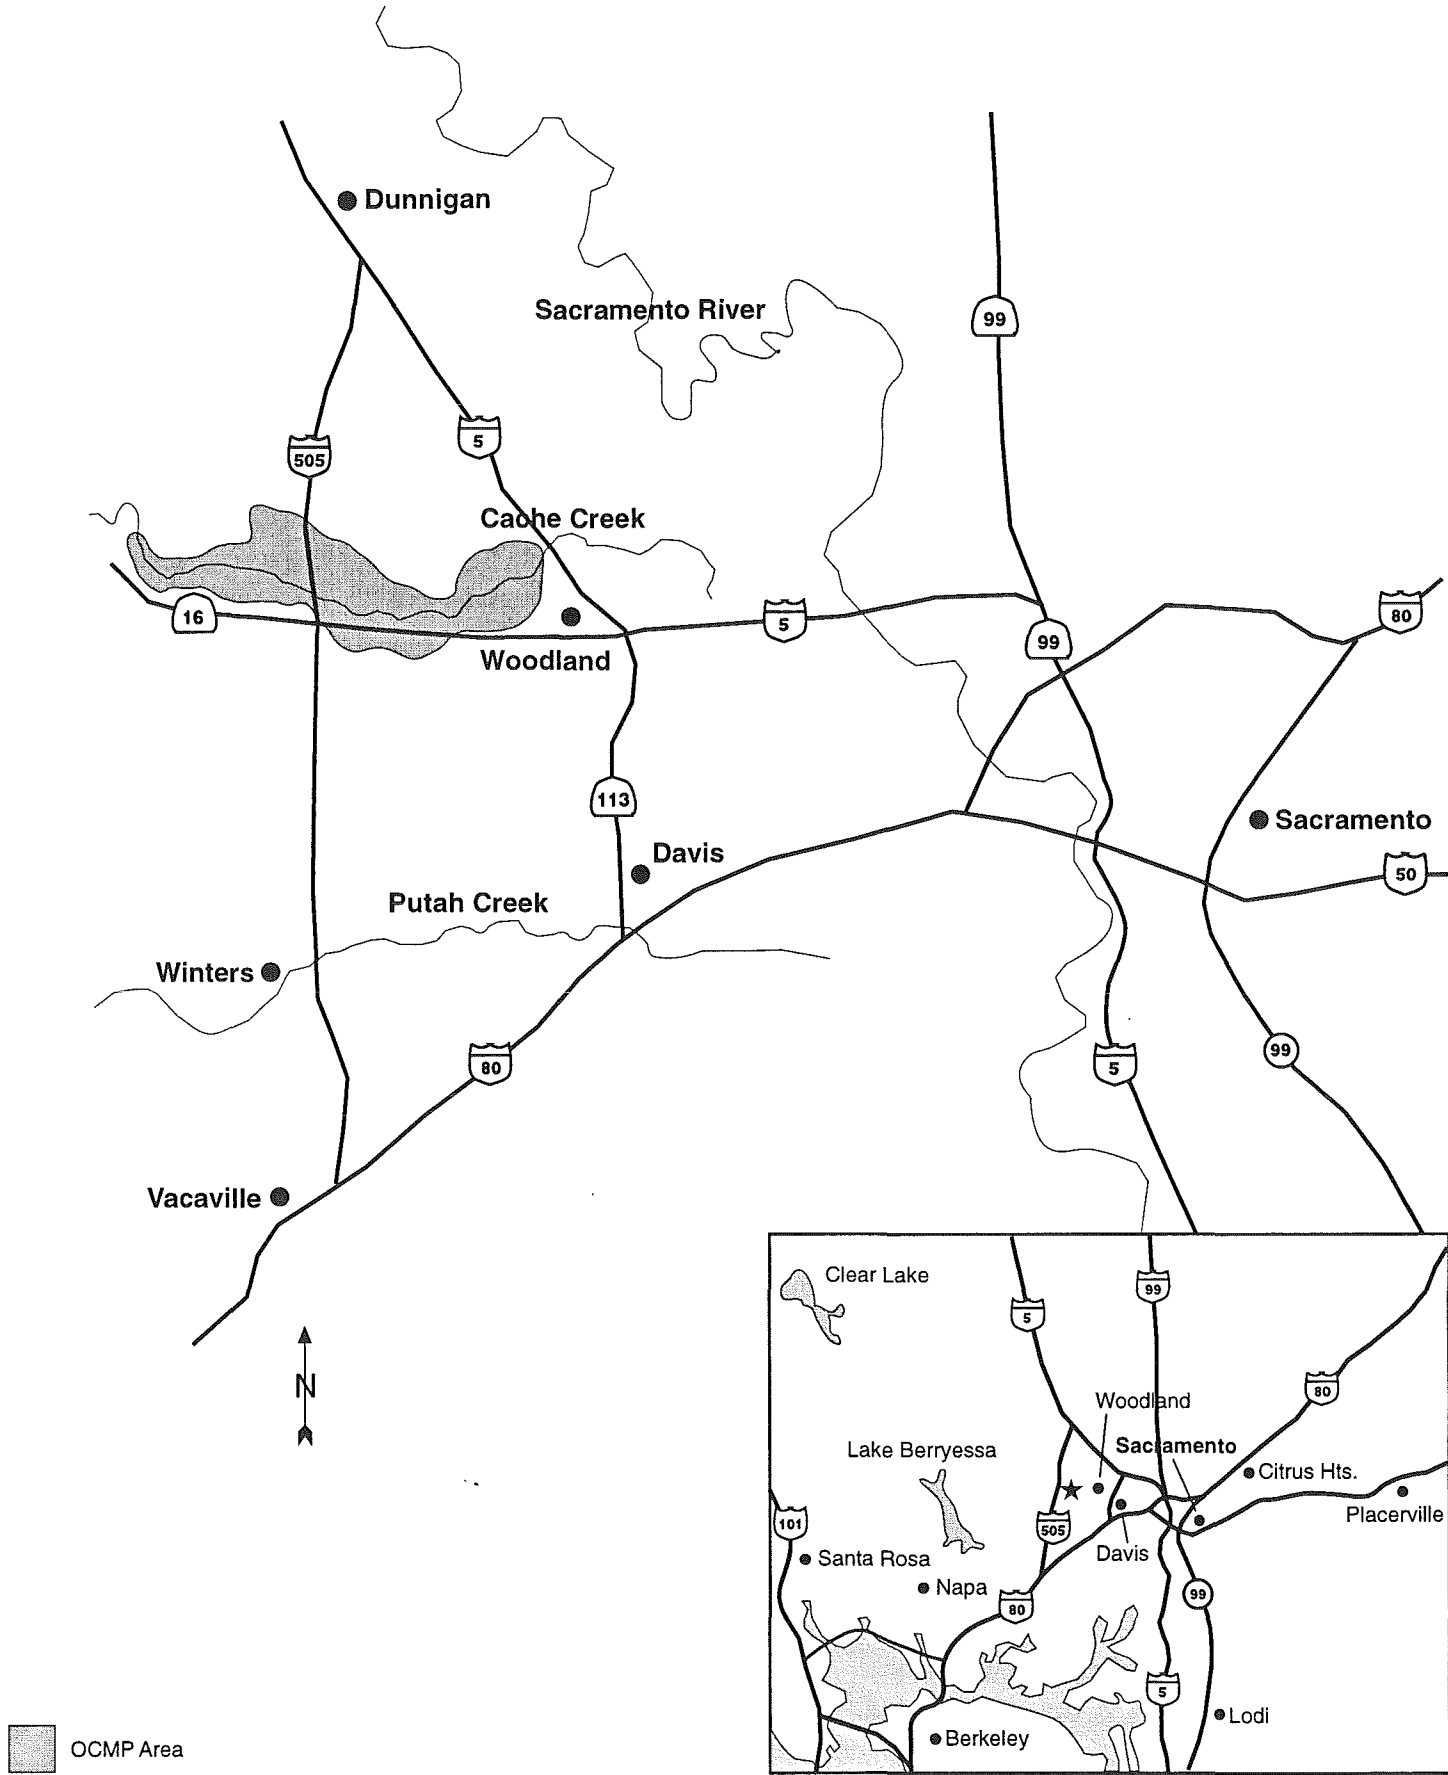 Dunnigan
Sacramento River
99
5
505
Cache Creek
16
5
99
80
Woodland
113
Sacramento
Davis
50
Putah Creek
Winters
80
5
99
Vacaville
N
Clear Lake
99
5
80
Woodland
Sacramento
Lake Berryessa
Citrus Hts.
Placerville
101
505
Davis
Santa Rosa
Napa
80
99
5
Lodi
Berkeley
OCMP Area